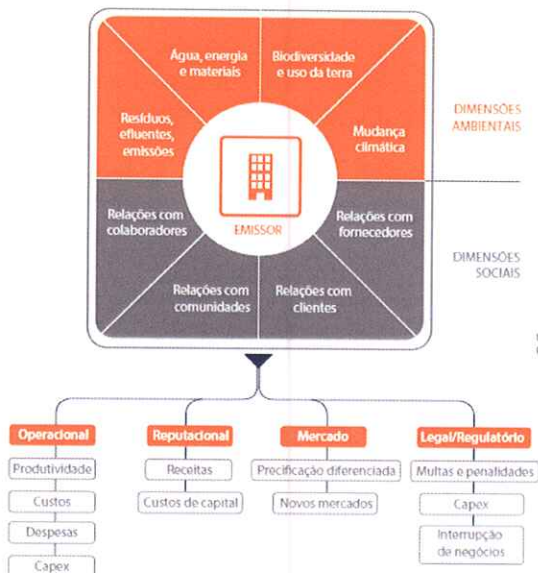 Água, energia
e materiais
Biodiversidade
e uso da terra
Resíduos,
efluentes,
emissões
Mudança
climática
DIMENSÕES
AMBIENTAIS
EMISSOR
Relações com
colaboradores
Relações com
fornecedores
DIMENSÕES
SOCIAIS
Relações com
comunidades
Relações com
clientes
Operacional
Produtividade
Custos
Despesas
Capex
Reputacional
Receitas
Custos de capital
Mercado
Precificação diferenciada
Novos mercados
Legal/Regulatório
Multas e penalidades
Capex
Interrupção
de negócios